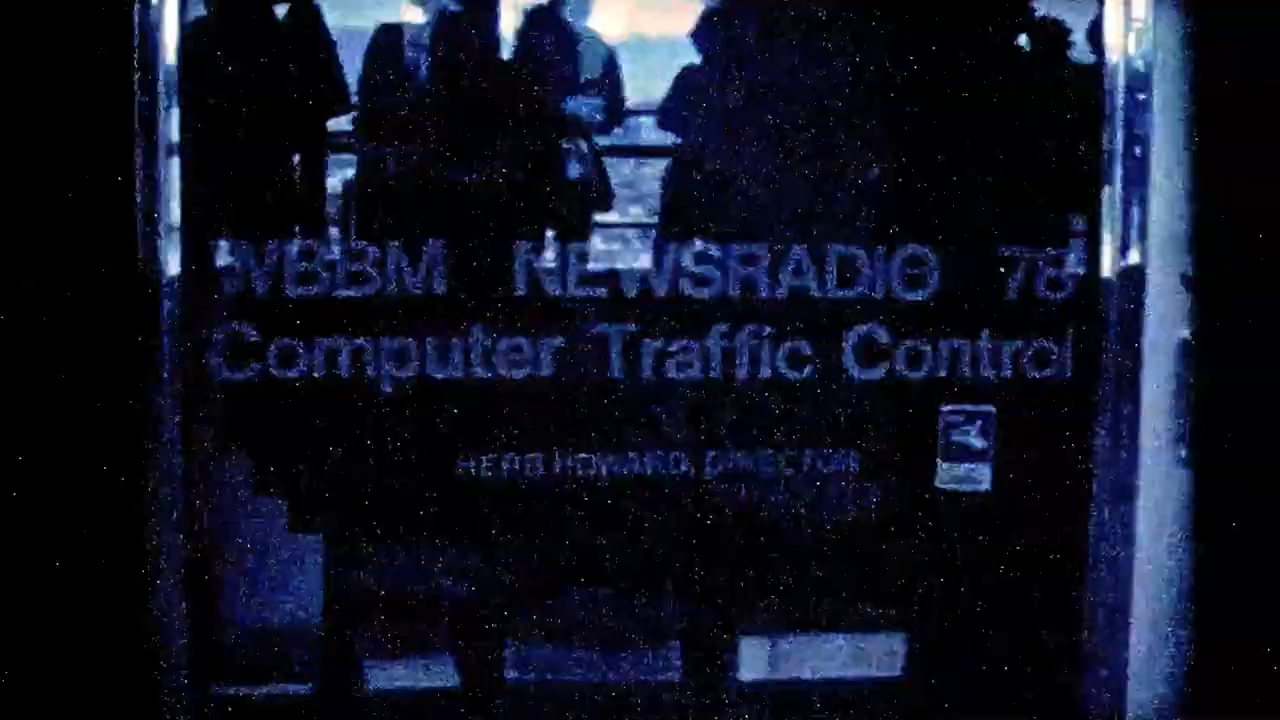 WBBM NEWSRADIO 78
Computer Traffic Control
HERB HOWARD, DIRECTOR